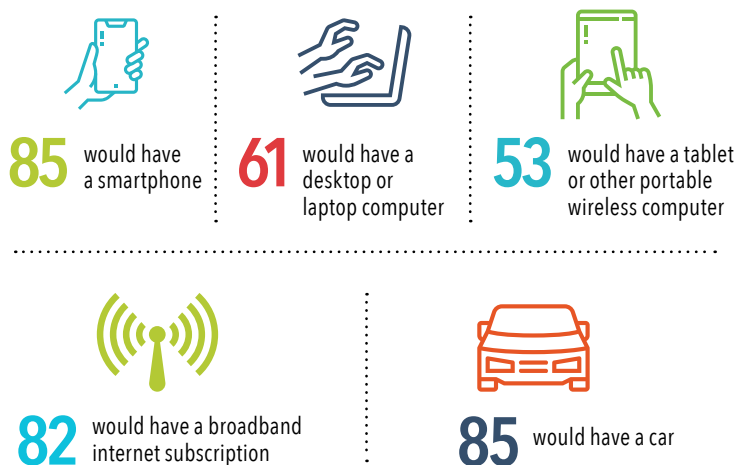 85 would have
a smartphone
61 would have a
desktop or
laptop computer
53 would have a tablet
or other portable
wireless computer
82 would have a broadband
internet subscription
85 would have a car